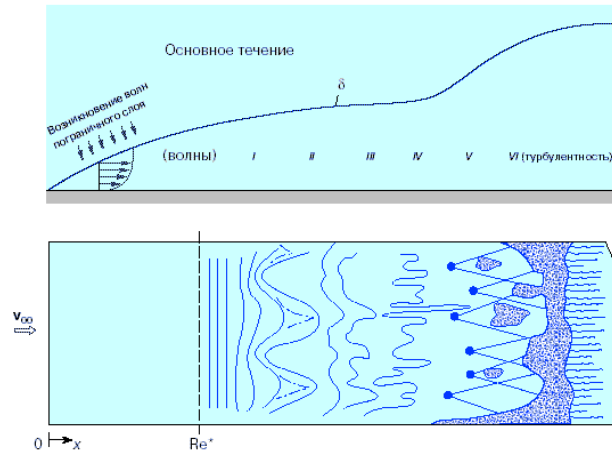 Основное течение
δ
Возникновение волн
пограничного слоя
(волны) I II III IV V VI (турбулентность)
v∞
0 x Re*